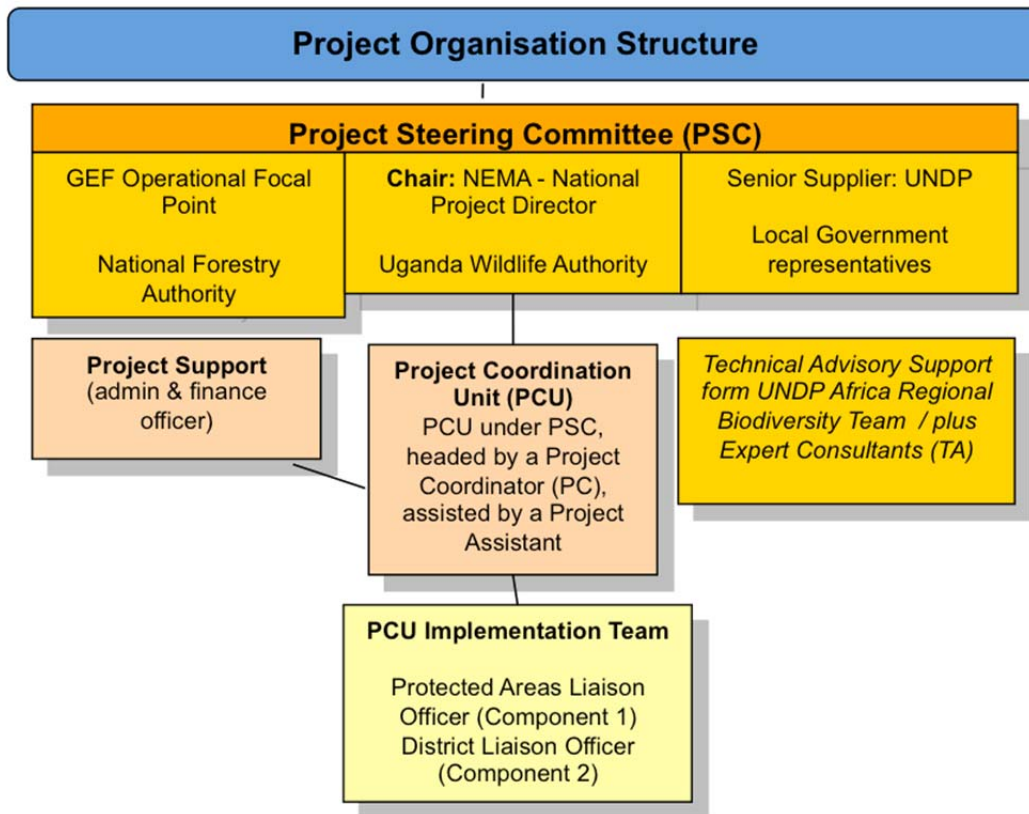 Project Organisation Structure
Project Steering Committee (PSC)
GEF Operational Focal
Point
National Forestry
Authority
Chair: NEMA - National
Project Director
Uganda Wildlife Authority
Senior Supplier: UNDP
Local Government
representatives
Project Support
(admin & finance
officer)
Project Coordination
Unit (PCU)
PCU under PSC,
headed by a Project
Coordinator (PC),
assisted by a Project
Assistant
Technical Advisory Support
form UNDP Africa Regional
Biodiversity Team / plus
Expert Consultants (TA)
PCU Implementation Team
Protected Areas Liaison
Officer (Component 1)
District Liaison Officer
(Component 2)